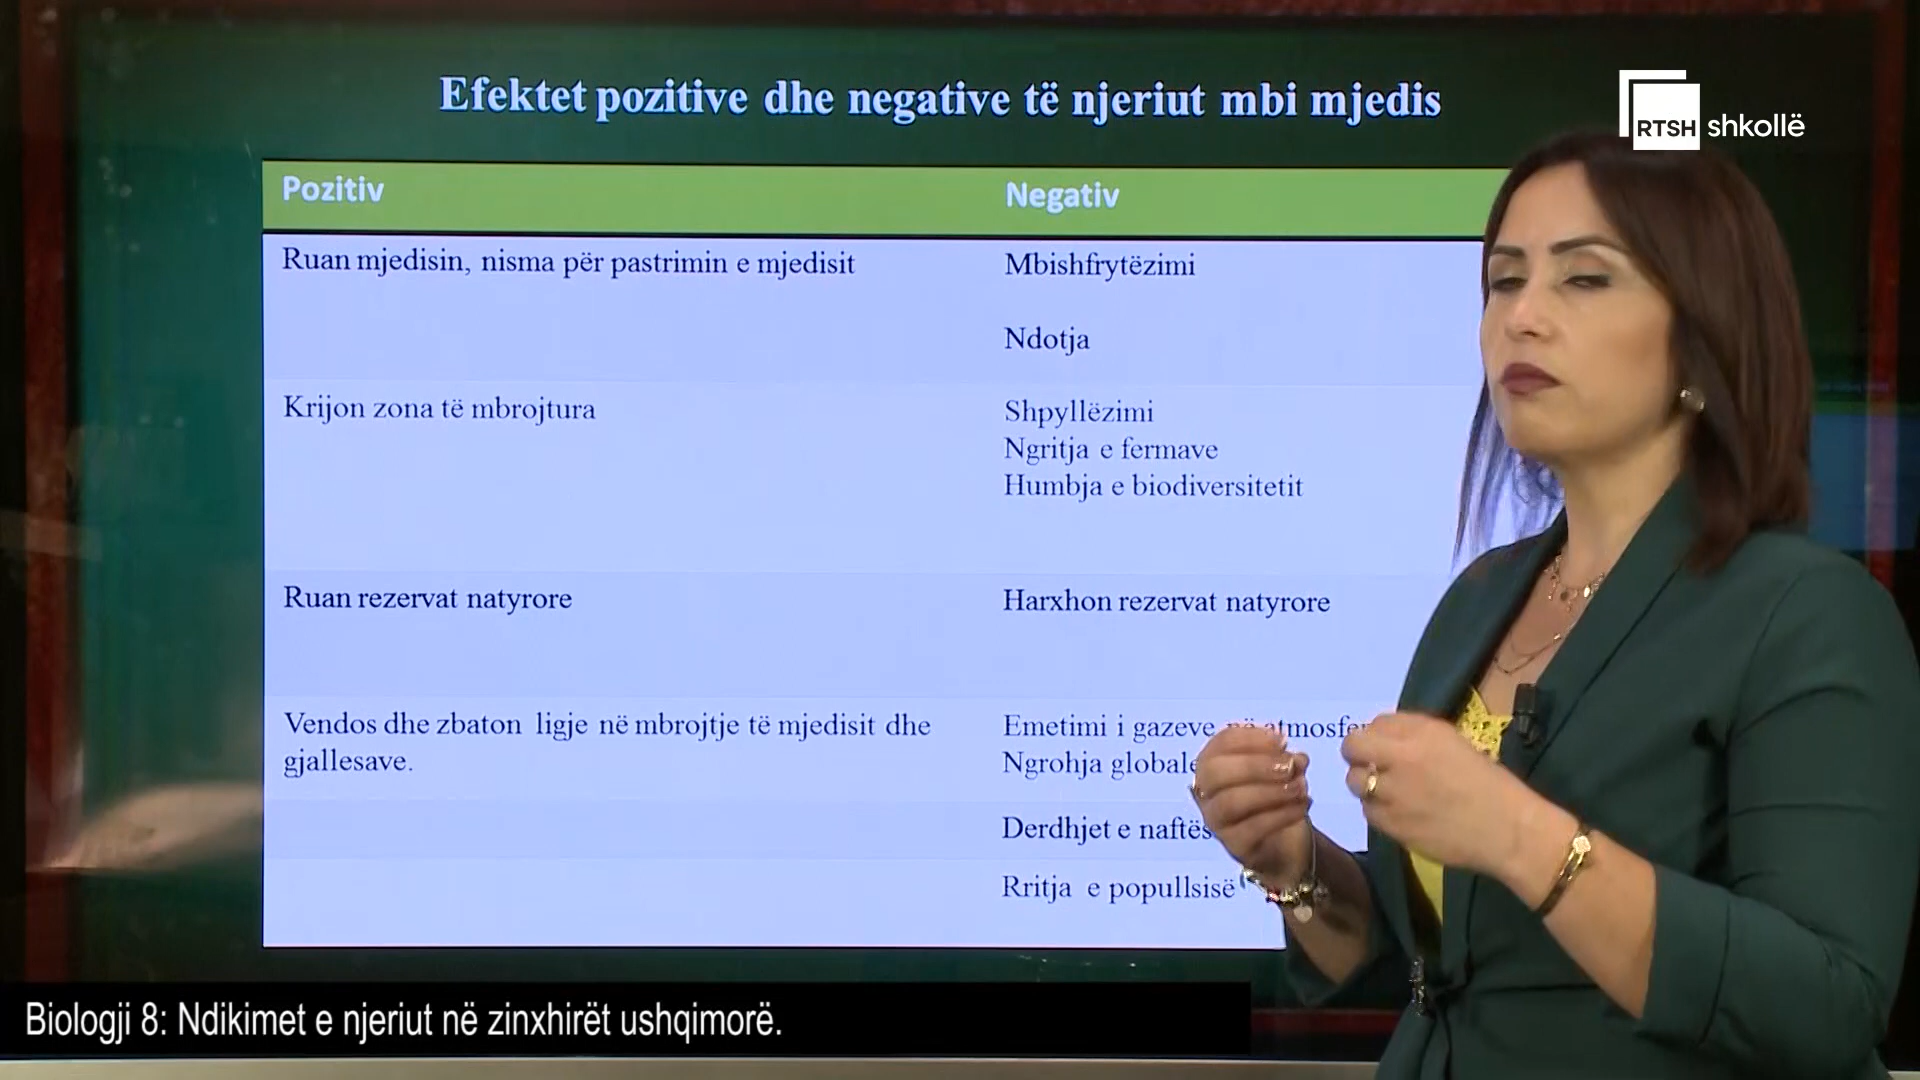 Efektet pozitive dhe negative të njeriut mbi mjedis
RTSH shkollë
Pozitiv
Negativ
Ruan mjedisin, nisma për pastrimin e mjedisit
Mbishfrytëzimi
Ndotja
Krijon zona të mbrojtura
Shpyllëzimi
Ngritja e fermave
Humbja e biodiversitetit
Ruan rezervat natyrore
Harxhon rezervat natyrore
Vendos dhe zbaton ligje në mbrojtje të mjedisit dhe
gjallesave.
Emetimi i gazeve në
Ngrohja globale
Derdhjet e naftës
Rritja e popullsisë
Biologji 8: Ndikimet e njeriut në zinxhirët ushqimorë.